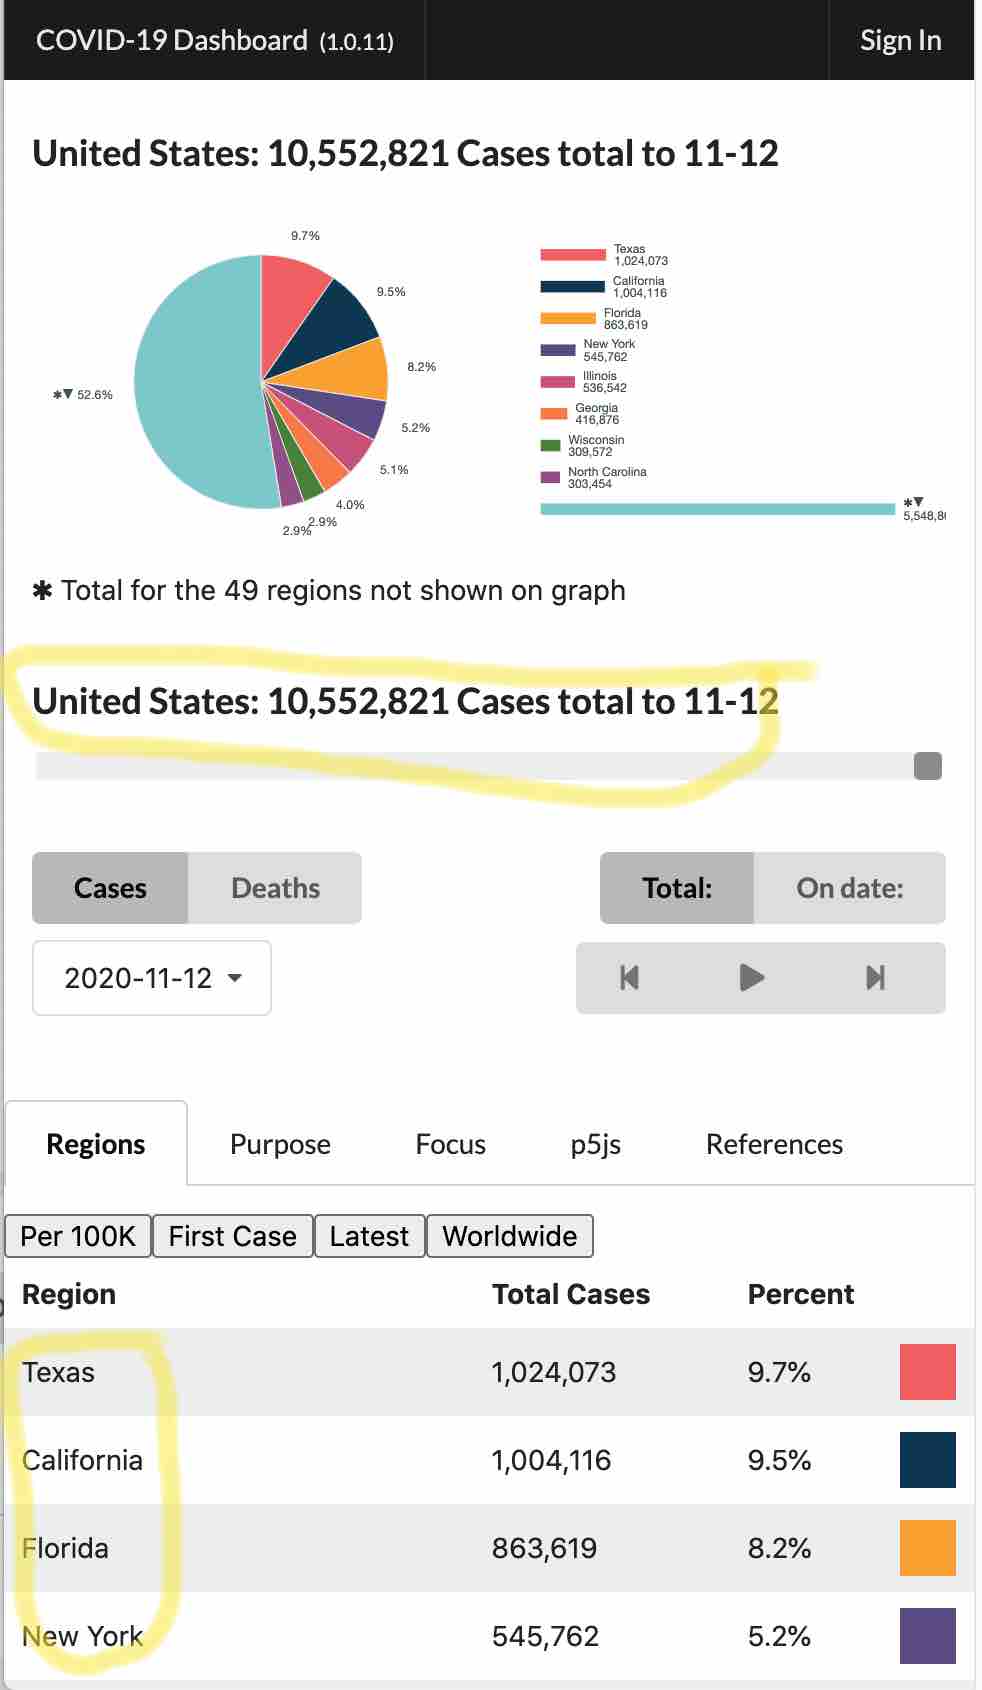 COVID-19 Dashboard (1.0.11)
Sign In
United States: 10,552,821 Cases total to 11-12
9.7%
9.5%
8.2%
5.2%
5.1%
4.0%
2.9%
2.9%
✱▼ 52.6%
Texas
1,024,073
California
1,004,116
Florida
863,619
New York
545,762
Illinois
536,542
Georgia
416,876
Wisconsin
309,572
North Carolina
303,454
✱▼
✱ Total for the 49 regions not shown on graph
United States: 10,552,821 Cases total to 11-12
Cases Deaths
Total: On date:
2020-11-12
Regions Purpose Focus p5js References
Per 100K First Case Latest Worldwide
Region Total Cases Percent
Texas 1,024,073 9.7%
California 1,004,116 9.5%
Florida 863,619 8.2%
New York 545,762 5.2%